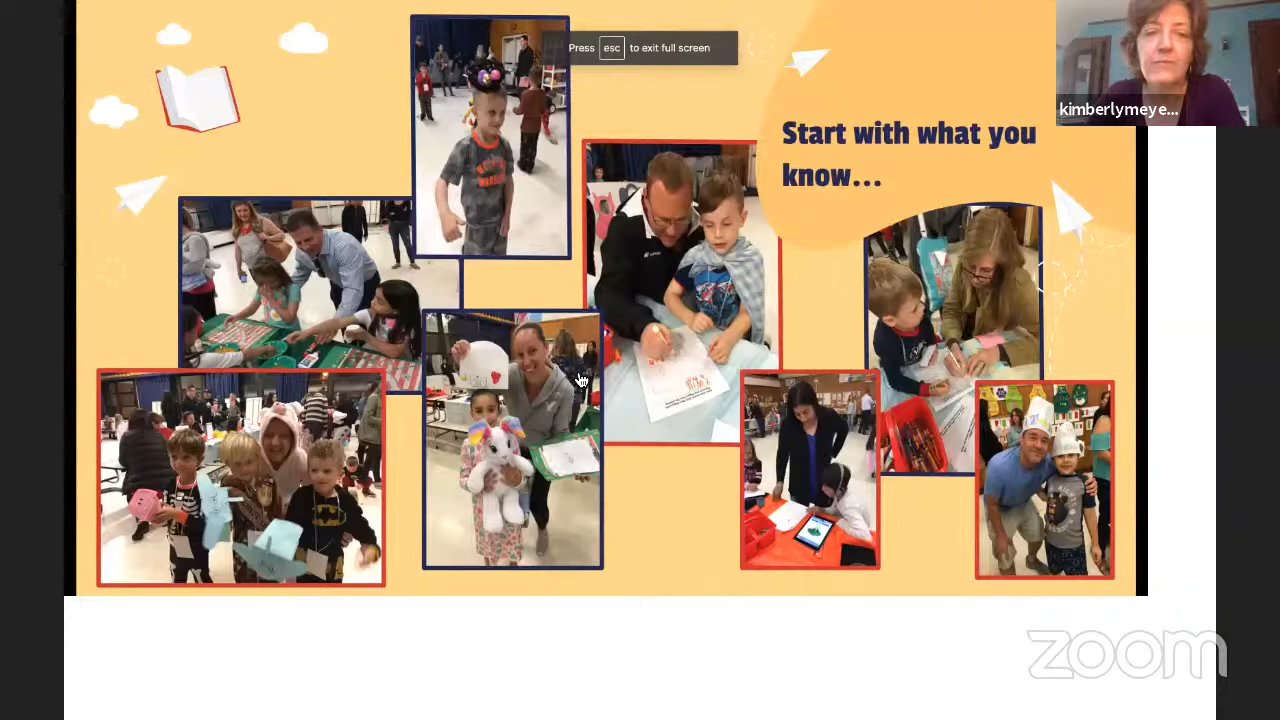 Press esc to exit full screen
kimberlymeye...
Start with what you
know...
zoom